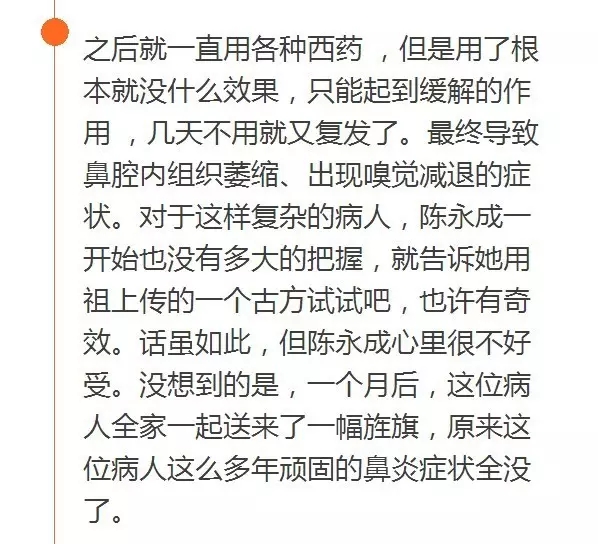 之后就一直用各种西药 ，但是用了根
本就没什么效果，只能起到缓解的作
用 ，几天不用就又复发了。最终导致
鼻腔内组织萎缩、出现嗅觉减退的症
状。对于这样复杂的病人，陈永成一
开始也没有多大的把握，就告诉她用
祖上传的一个古方试试吧，也许有奇
效。话虽如此，但陈永成心里很不好
受。没想到的是，一个月后，这位病
人全家一起送来了一幅旌旗，原来这
位病人这么多年顽固的鼻炎症状全没
了。